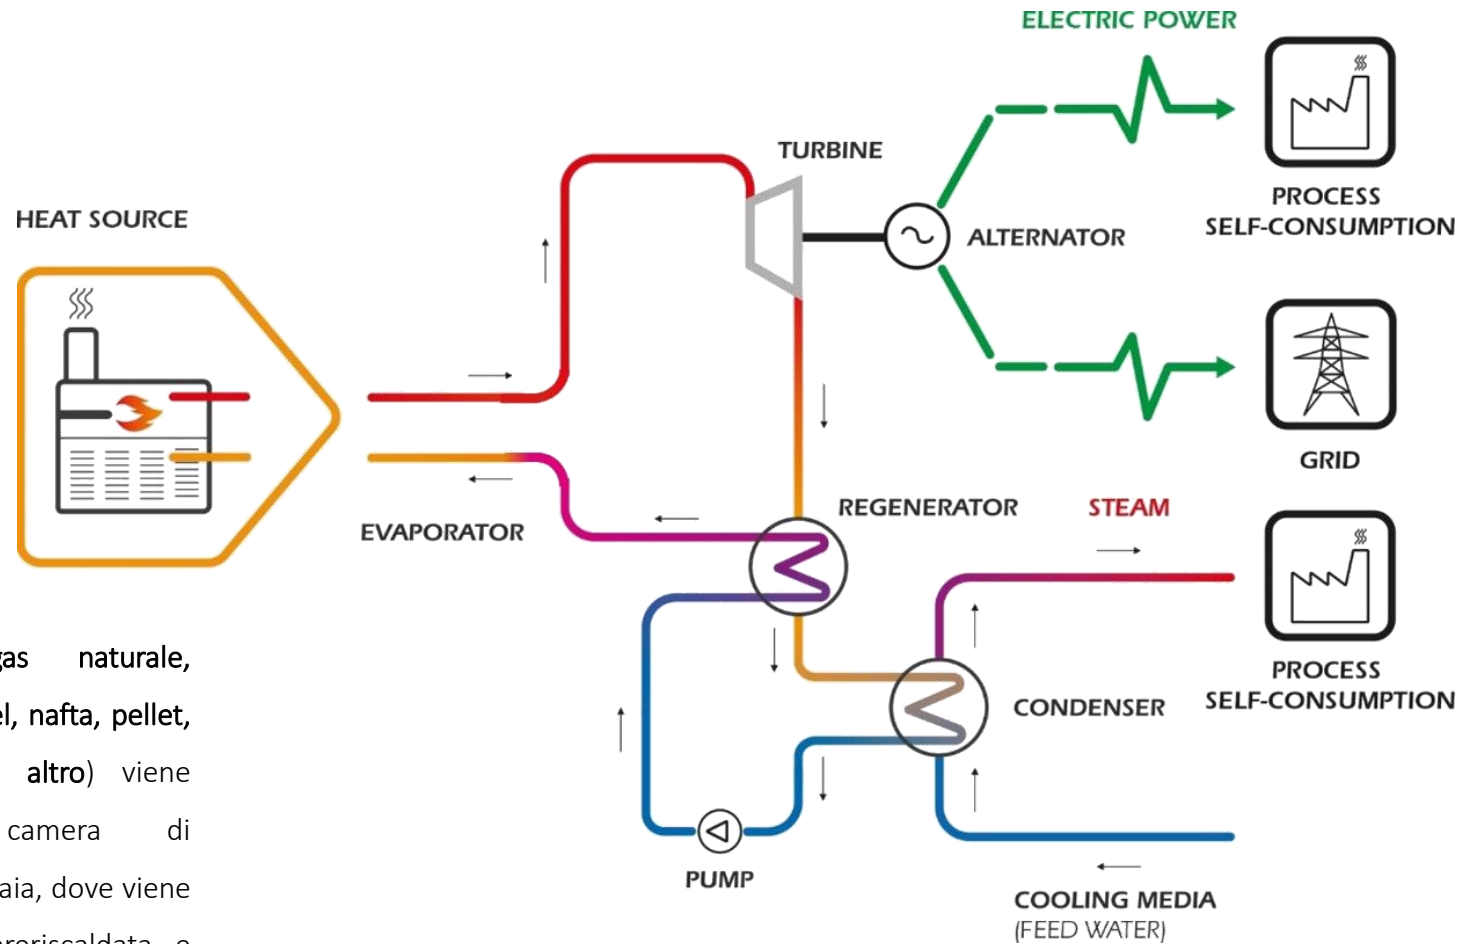 ELECTRIC POWER
TURBINE
PROCESS
SELF-CONSUMPTION
HEAT SOURCE
ALTERNATOR
GRID
REGENERATOR
STEAM
EVAPORATOR
gas naturale,
nafta, pellet,
altro) viene
camera di
dove viene
PROCESS
SELF-CONSUMPTION
CONDENSER
PUMP
COOLING MEDIA
(FEED WATER)